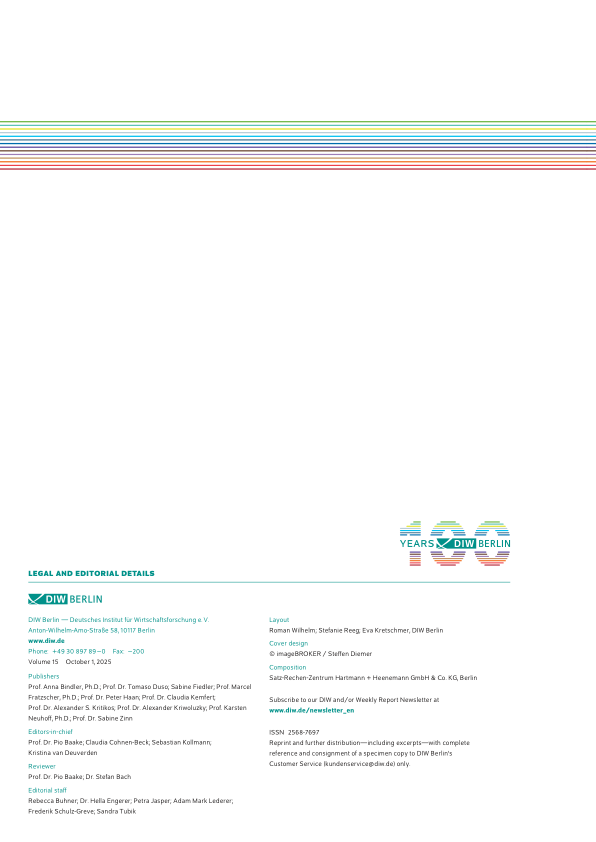 100
YEARS DIW BERLIN
LEGAL AND EDITORIAL DETAILS
DIW BERLIN
DIW Berlin — Deutsches Institut für Wirtschaftsforschung e. V.
Anton-Wilhelm-Amo-Straße 58, 10117 Berlin
www.diw.de
Phone +49 30 897 89–0 Fax –200
Volume 15 October 1, 2025
Publishers
Prof. Anna Bindler, Ph.D.; Prof. Dr. Tomaso Duso; Sabine Fiedler; Prof. Marcel
Fratzscher, Ph.D.; Prof. Dr. Peter Haan; Prof. Dr. Claudia Kemfert;
Prof. Dr. Alexander S. Kritikos, Prof. Dr. Alexander Kriwoluzky; Prof. Karsten
Neuhoff, Ph.D.; Prof. Dr. Sabine Zinn
Editors-in-chief
Prof. Dr. Pio Baake; Claudia Cohnen-Beck; Sebastian Kollmann;
Kristina van Deuverden
Reviewer
Prof. Dr. Pio Baake; Dr. Stefan Bach
Editorial staff
Rebecca Buhner; Dr. Hella Engerer; Petra Jasper; Adam Mark Lederer;
Frederik Schulz-Greve; Sandra Tubik
Layout
Roman Wilhelm; Stefanie Reeg; Eva Kretschmer, DIW Berlin
Cover design
© imageBROKER / Steffen Diemer
Composition
Satz-Rechen-Zentrum Hartmann + Heenemann GmbH & Co. KG, Berlin
Subscribe to our DIW and/or Weekly Report Newsletter at
www.diw.de/newsletter_en
ISSN 2568-7697
Reprint and further distribution—including excerpts—with complete
reference and consignment of a specimen copy to DIW Berlin's
Customer Service (kundenservice@diw.de) only.